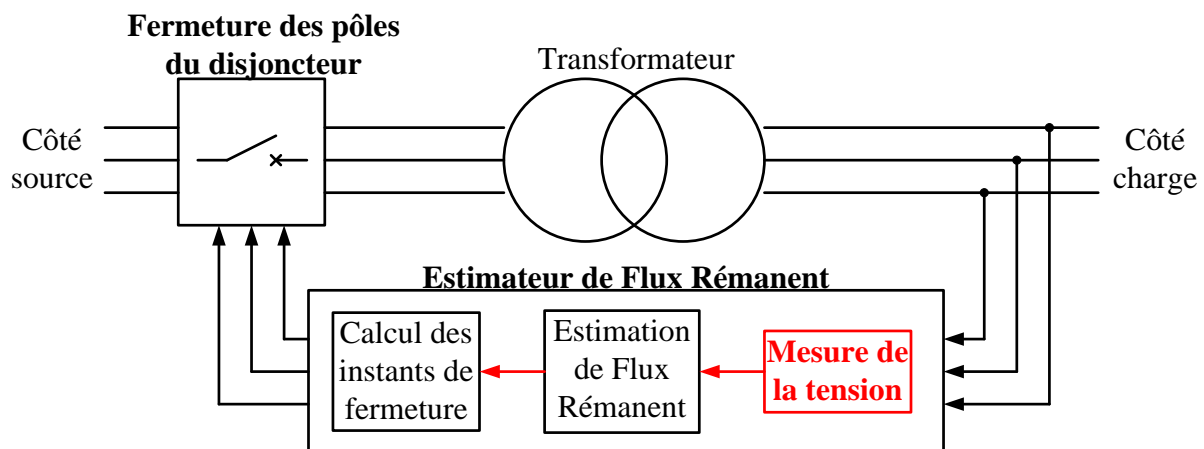 Fermeture des pôles
du disjoncteur
Transformateur
Côté
source
Côté
charge
Estimateur de Flux Rémanent
Calcul des
instants de
fermeture
Estimation
de Flux
Rémanent
Mesure de
la tension